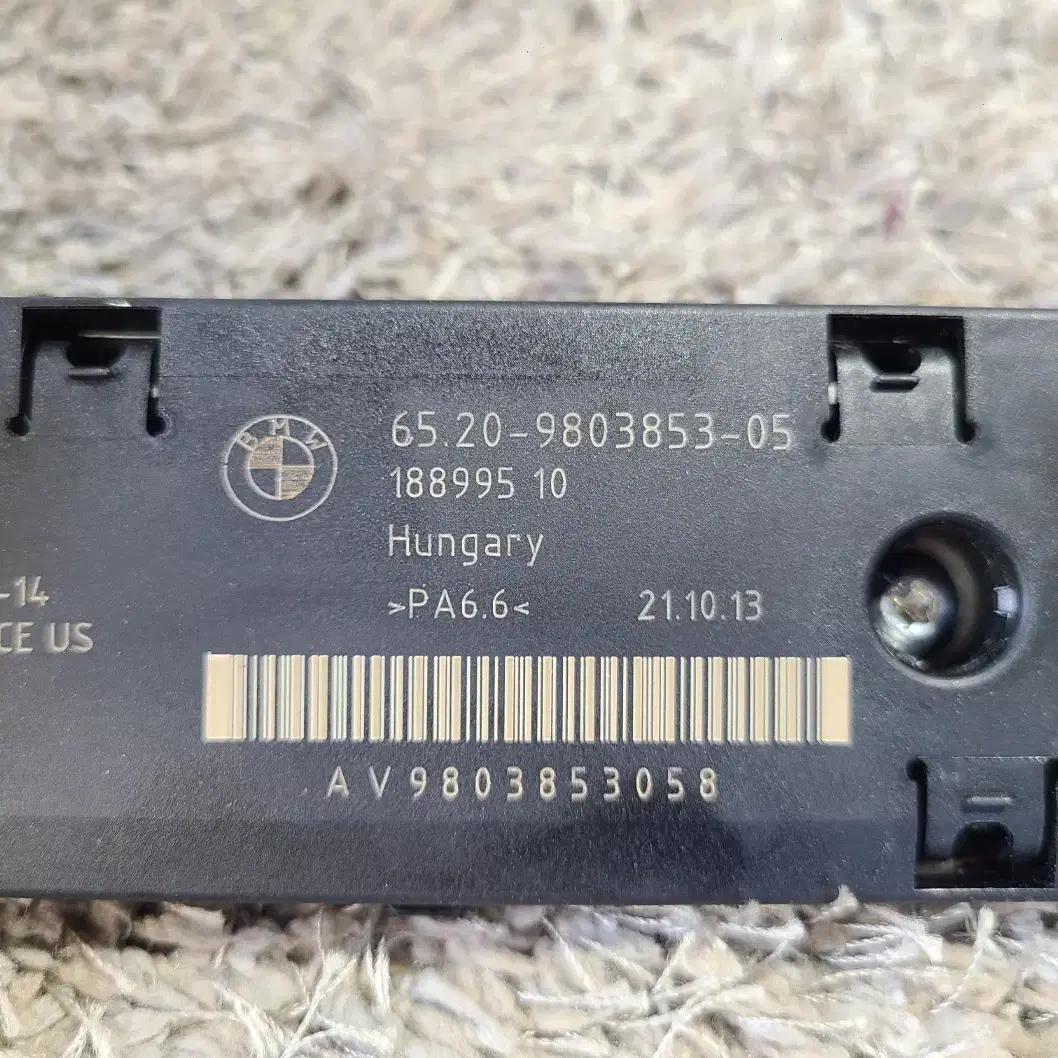 BMW
65.20-9803853-05
188995 10
Hungary
-14
>PA6.6< 21.10.13
CE US
AV9803853058